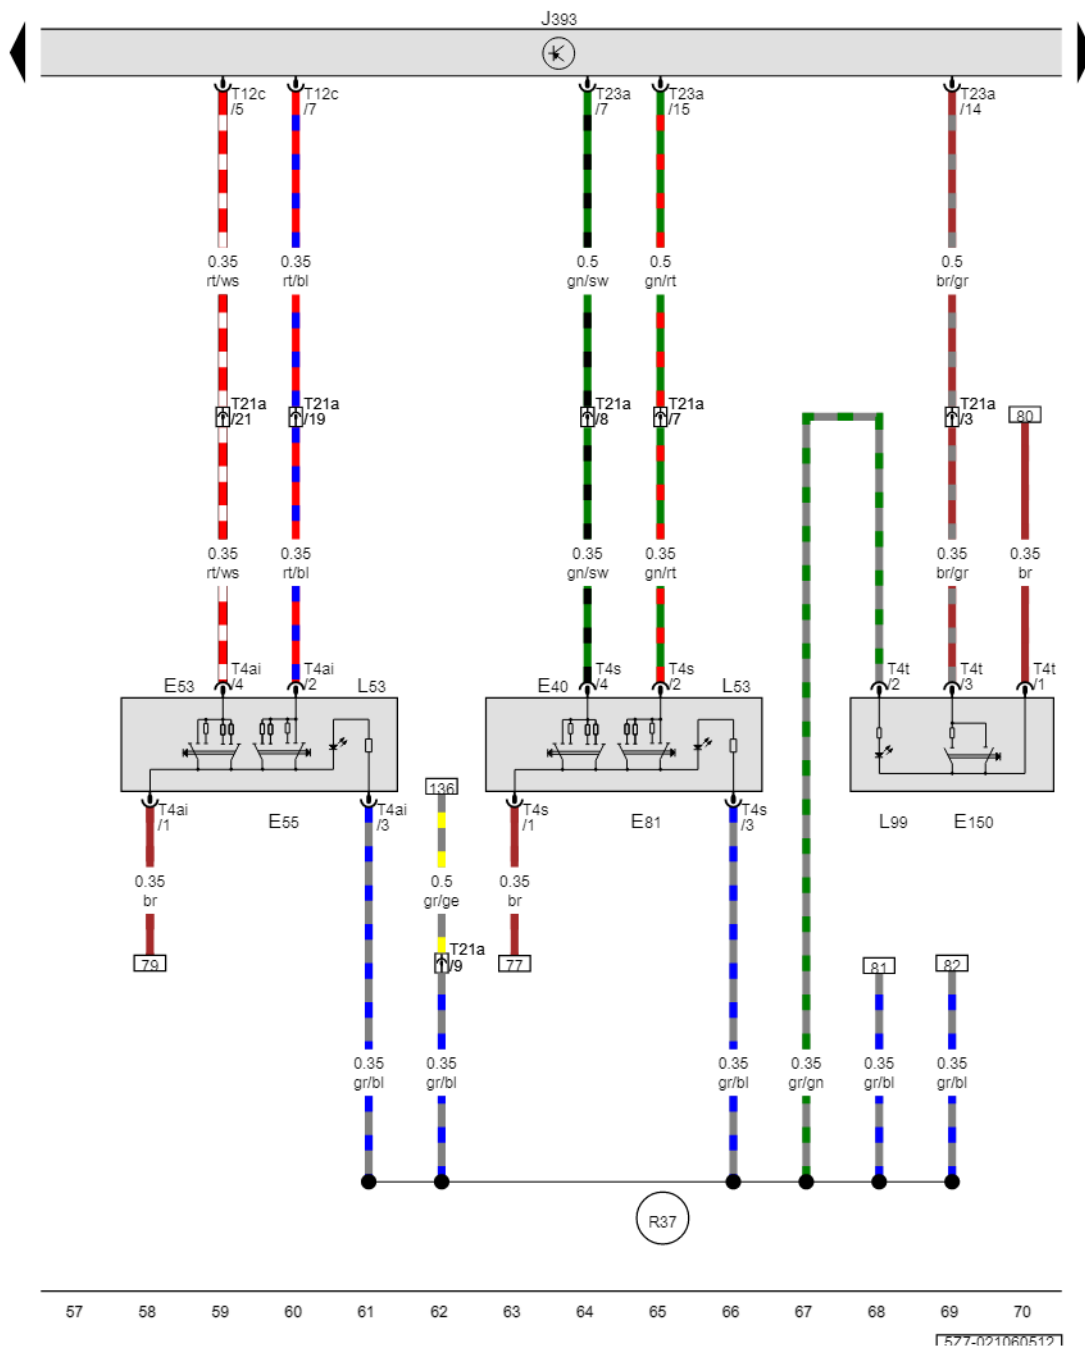 J393
T12c
/5
T12c
/7
T23a
/7
T23a
/15
T23a
/14
0.35
rt/ws
0.35
rt/bl
0.5
gn/sw
0.5
gn/rt
0.5
br/gr
T21a
/21
T21a
/19
T21a
/8
T21a
/7
T21a
/3
80
0.35
rt/ws
0.35
rt/bl
0.35
gn/sw
0.35
gn/rt
0.35
br/gr
0.35
br
E53
T4ai
/4
T4ai
/2
L53
E40
T4s
/4
T4s
/2
L53
T4t
/2
T4t
/3
T4t
/1
T4ai
/1
E55
T4ai
/3
136
T4s
/1
E81
T4s
/3
L99
E150
0.35
br
0.5
gr/ge
0.35
br
79
T21a
/9
77
81
82
0.35
gr/bl
0.35
gr/bl
0.35
gr/bl
0.35
gr/gn
0.35
gr/bl
0.35
gr/bl
R37
57 58 59 60 61 62 63 64 65 66 67 68 69 70
577-021060512